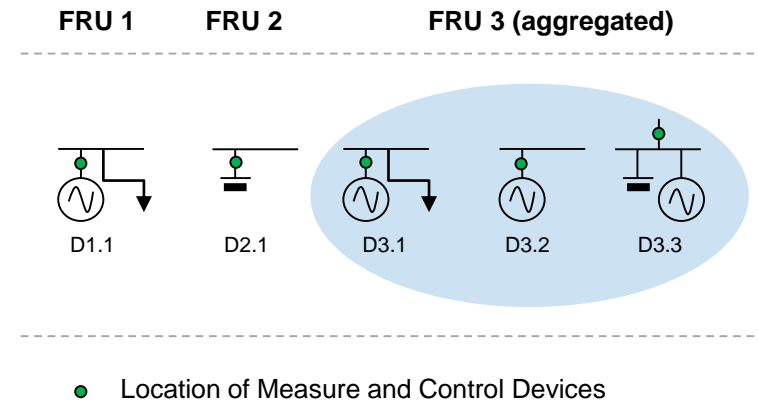 FRU 1 FRU 2 FRU 3 (aggregated)
D1.1 D2.1 D3.1 D3.2 D3.3
Location of Measure and Control Devices